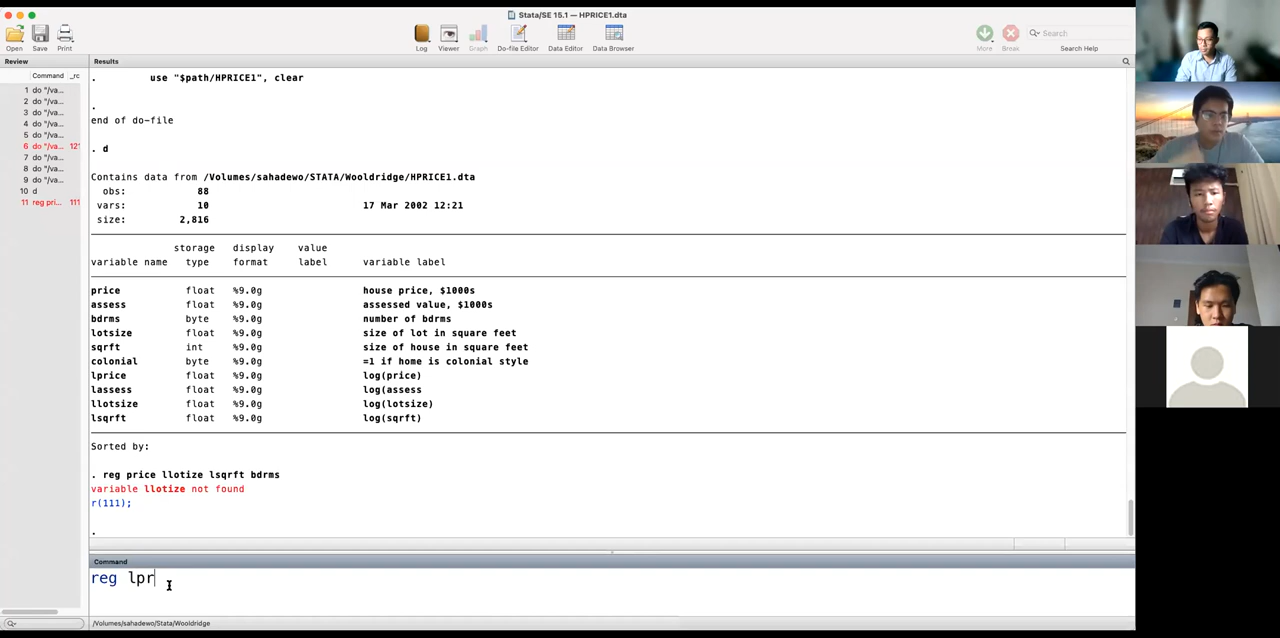 Stata/SE 15.1 — HPRICE1.dta
Open Save Print Log Viewer Graph Do-file Editor Data Editor Data Browser More Break Search Search Help
Review Results
Command _rc
1 do "/va...
2 do "/va...
3 do "/va...
4 do "/va...
5 do "/va...
6 do "/va... 12
7 do "/va...
8 do "/va...
9 do "/va...
10 d
11 reg pri... 111
. use "$path/HPRICE1", clear
.
end of do-file
. d
Contains data from /Volumes/sahadewo/STATA/Wooldridge/HPRICE1.dta
obs: 88
vars: 10 17 Mar 2002 12:21
size: 2,816
storage display value
variable name type format label variable label
price float %9.0g house price, $1000s
assess float %9.0g assessed value, $1000s
bdrms byte %9.0g number of bdrms
lotsize float %9.0g size of lot in square feet
sqrft int %9.0g size of house in square feet
colonial byte %9.0g =1 if home is colonial style
lprice float %9.0g log(price)
lassess float %9.0g log(assess
llotsize float %9.0g log(lotsize)
lsqrft float %9.0g log(sqrft)
Sorted by:
. reg price llotize lsqrft bdrms
variable llotize not found
r(111);
.
Command
reg lpr
/Volumes/sahadewo/Stata/Wooldridge